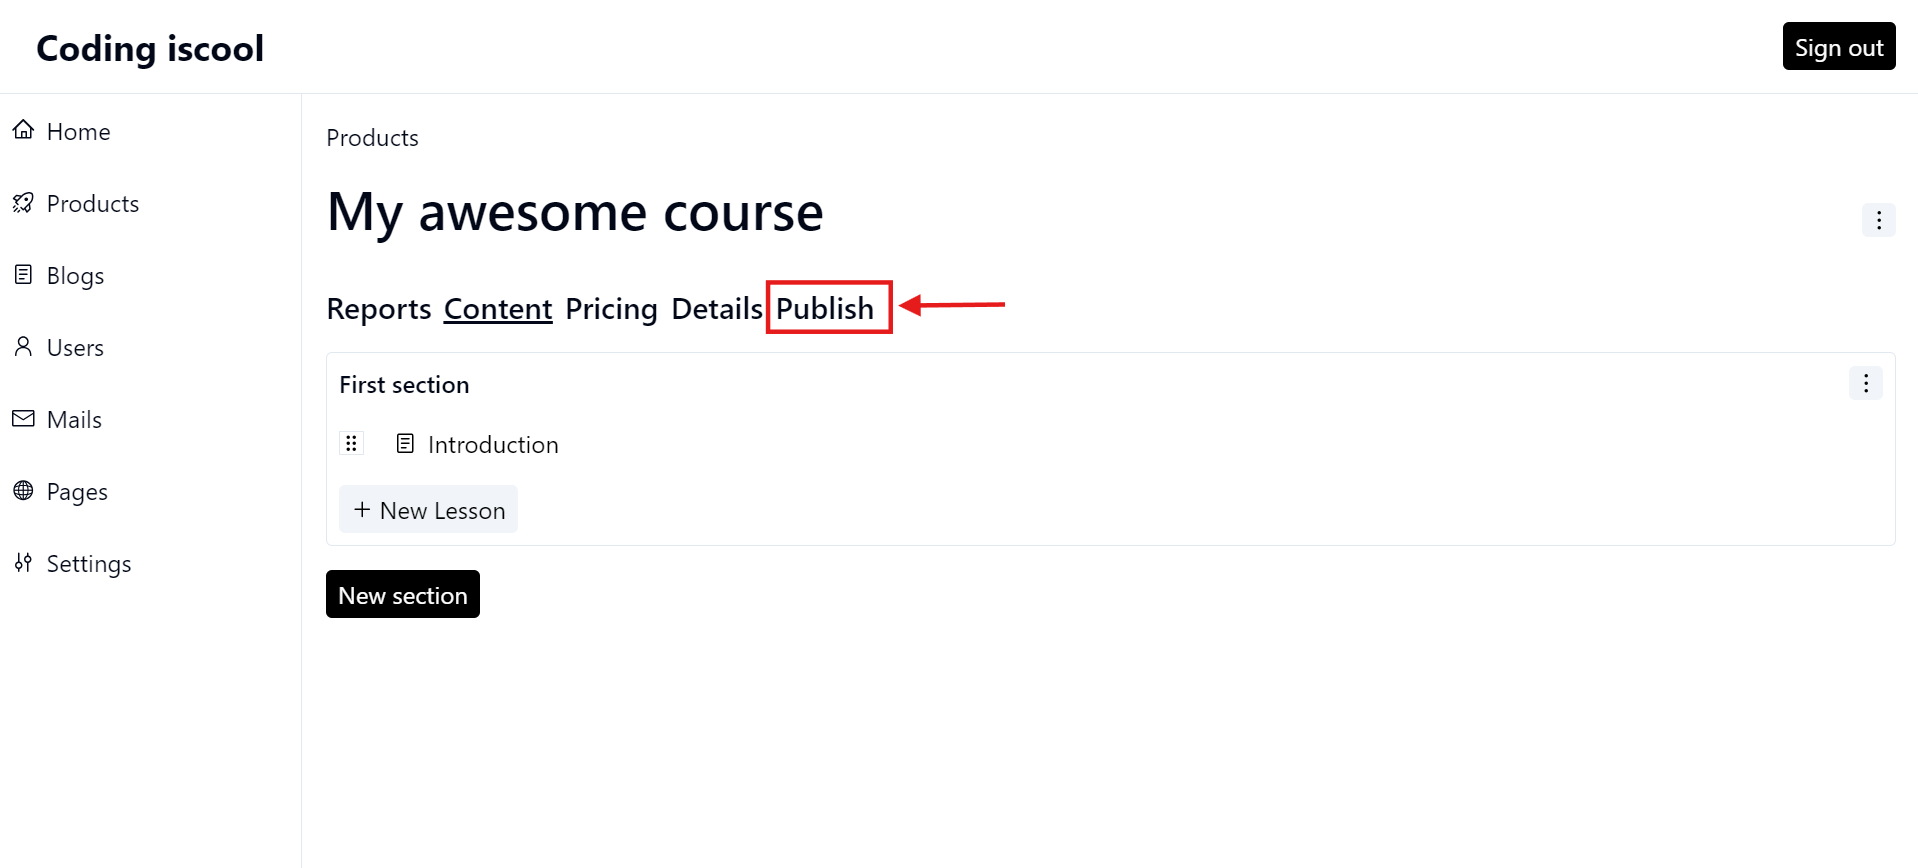 Coding iscool
Sign out
Home
Products
Blogs
Users
Mails
Pages
Settings
Products
My awesome course
Reports Content Pricing Details Publish
First section
Introduction
+ New Lesson
New section